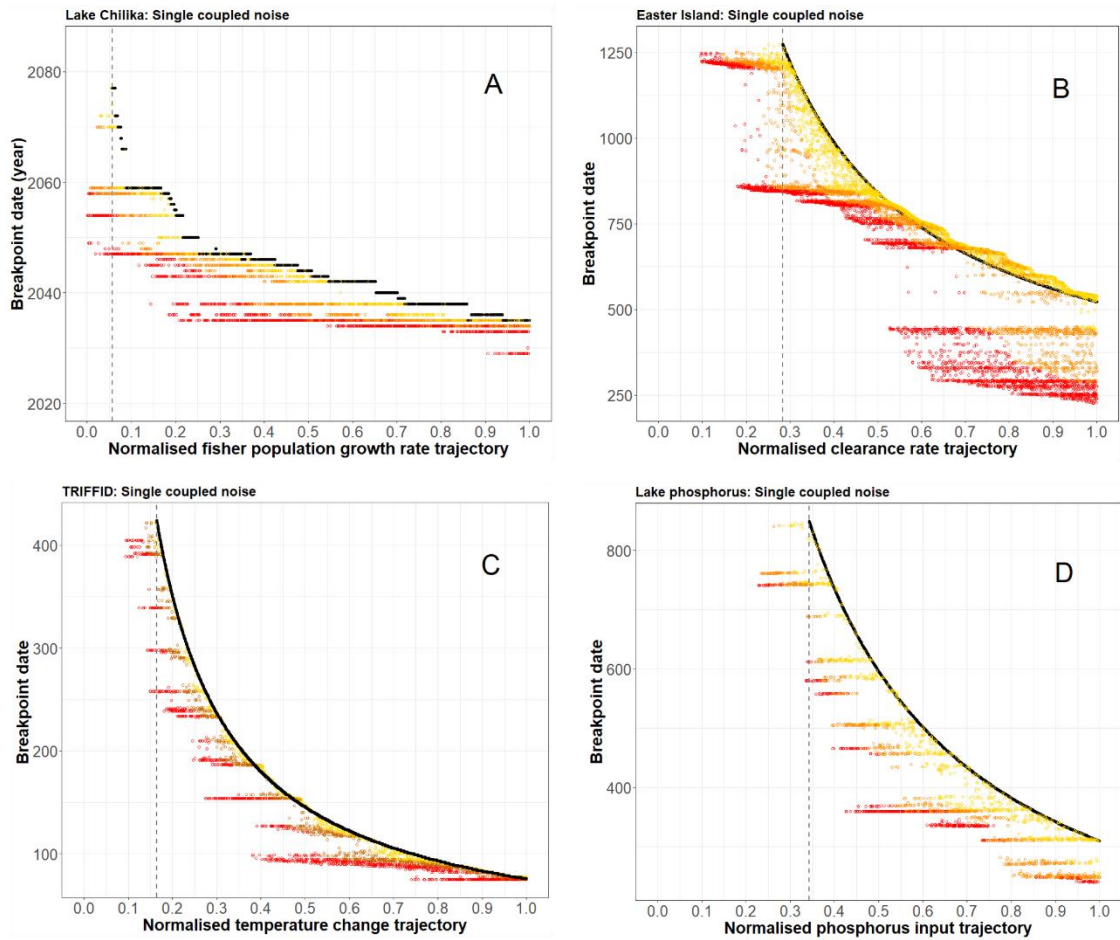 Lake Chilika: Single coupled noise
A
2080
2060
2040
2020
Breakpoint date (year)
0.0 0.1 0.2 0.3 0.4 0.5 0.6 0.7 0.8 0.9 1.0
Normalised fisher population growth rate trajectory
Easter Island: Single coupled noise
B
1250
1000
750
500
250
Breakpoint date
0.0 0.1 0.2 0.3 0.4 0.5 0.6 0.7 0.8 0.9 1.0
Normalised clearance rate trajectory
TRIFFID: Single coupled noise
C
400
300
200
100
Breakpoint date
0.0 0.1 0.2 0.3 0.4 0.5 0.6 0.7 0.8 0.9 1.0
Normalised temperature change trajectory
Lake phosphorus: Single coupled noise
D
800
600
400
Breakpoint date
0.0 0.1 0.2 0.3 0.4 0.5 0.6 0.7 0.8 0.9 1.0
Normalised phosphorus input trajectory